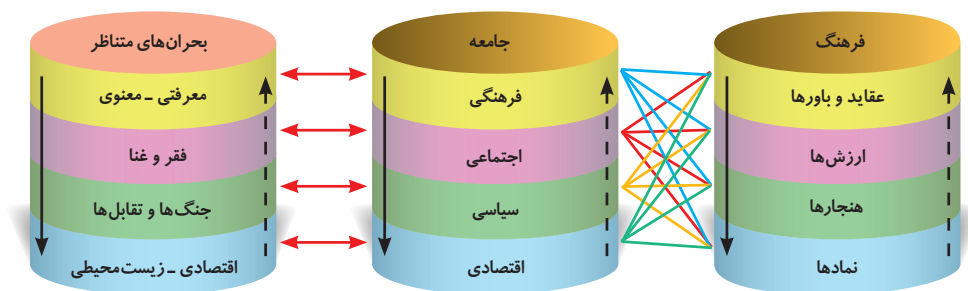 فرهنگ
عقاید و باورها
ارزش‌ها
هنجارها
نمادها
جامعه
فرهنگی
اجتماعی
سیاسی
اقتصادی
بحران‌های متناظر
معرفتی ـ معنوی
فقر و غنا
جنگ‌ها و تقابل‌ها
اقتصادی ـ زیست‌محیطی